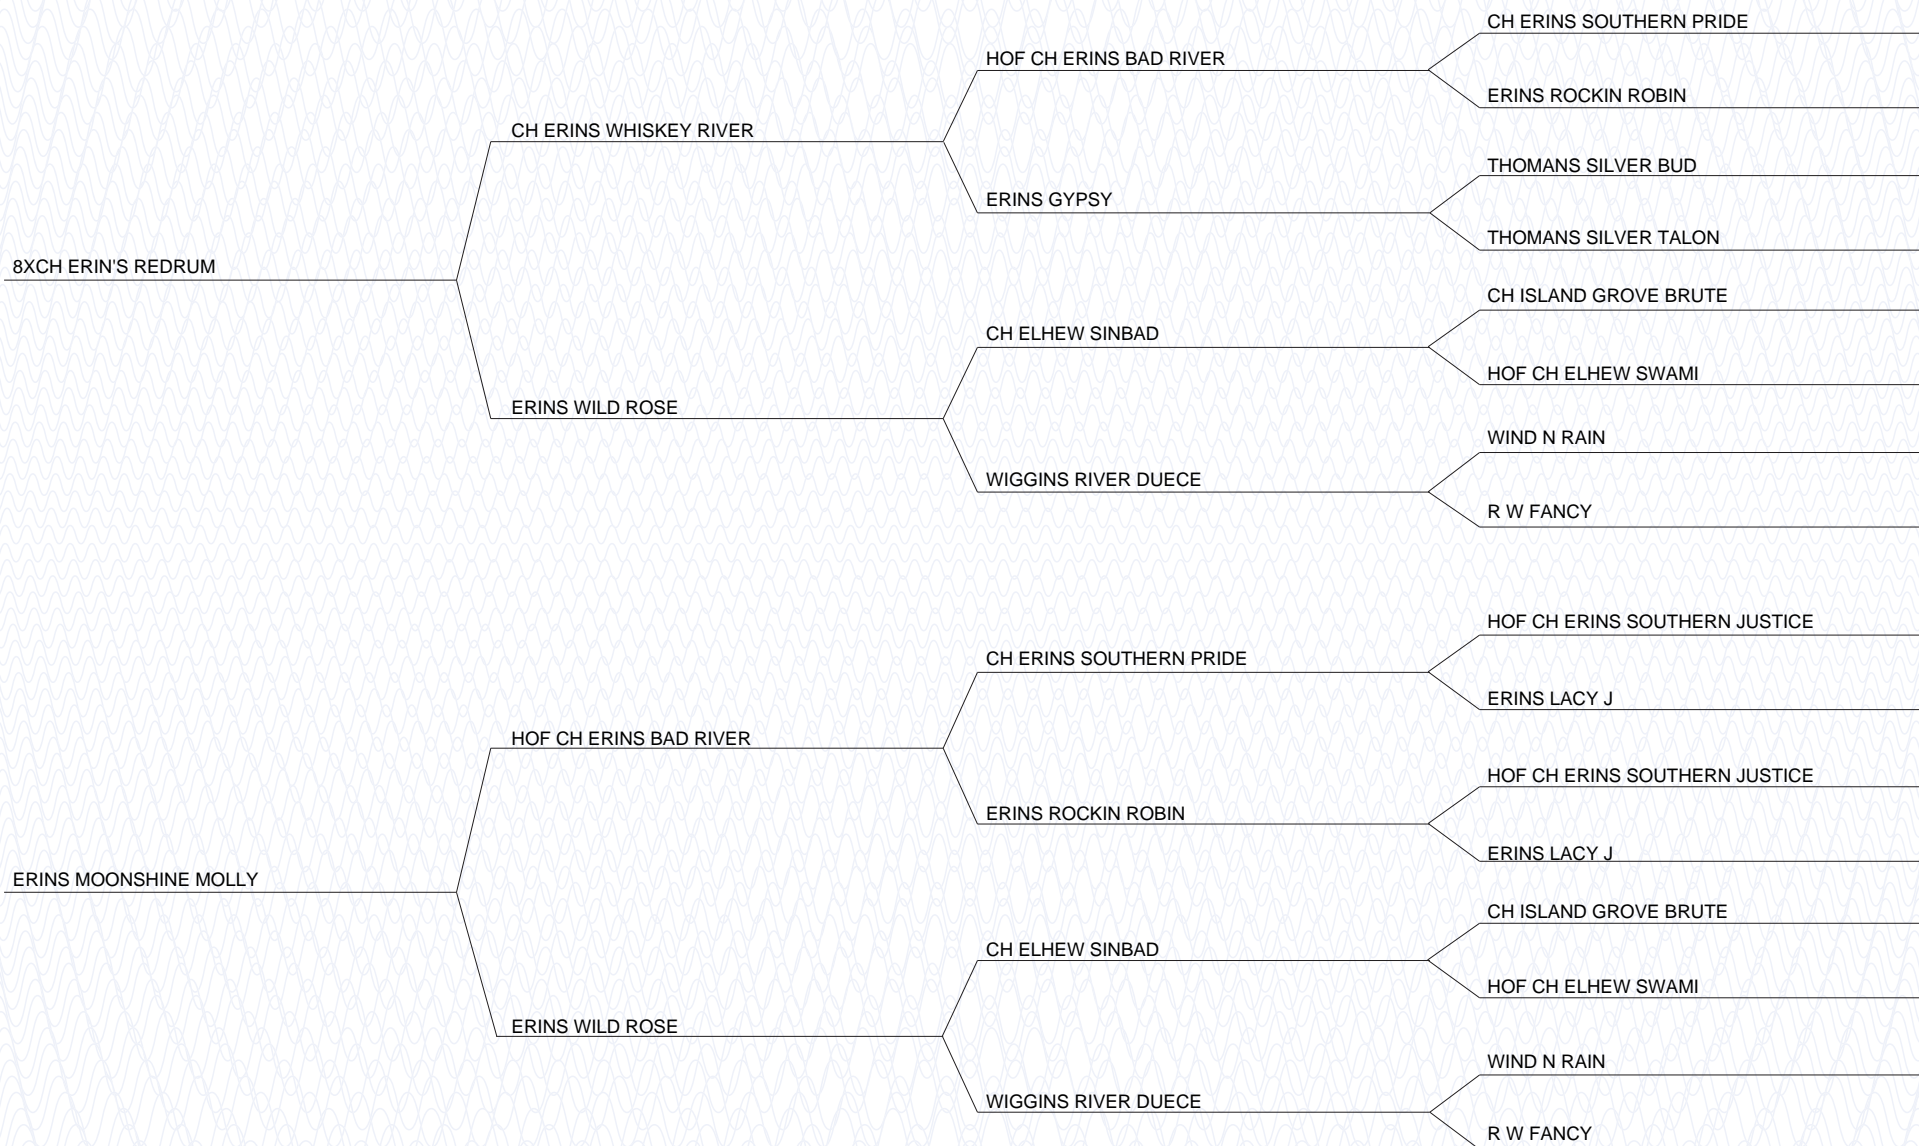 CH ERINS SOUTHERN PRIDE
HOF CH ERINS BAD RIVER
ERINS ROCKIN ROBIN
CH ERINS WHISKEY RIVER
THOMANS SILVER BUD
ERINS GYPSY
THOMANS SILVER TALON
8XCH ERIN'S REDRUM
CH ISLAND GROVE BRUTE
CH ELHEW SINBAD
HOF CH ELHEW SWAMI
ERINS WILD ROSE
WIND N RAIN
WIGGINS RIVER DUECE
R W FANCY
HOF CH ERINS SOUTHERN JUSTICE
CH ERINS SOUTHERN PRIDE
ERINS LACY J
HOF CH ERINS BAD RIVER
HOF CH ERINS SOUTHERN JUSTICE
ERINS ROCKIN ROBIN
ERINS LACY J
ERINS MOONSHINE MOLLY
CH ISLAND GROVE BRUTE
CH ELHEW SINBAD
HOF CH ELHEW SWAMI
ERINS WILD ROSE
WIND N RAIN
WIGGINS RIVER DUECE
R W FANCY